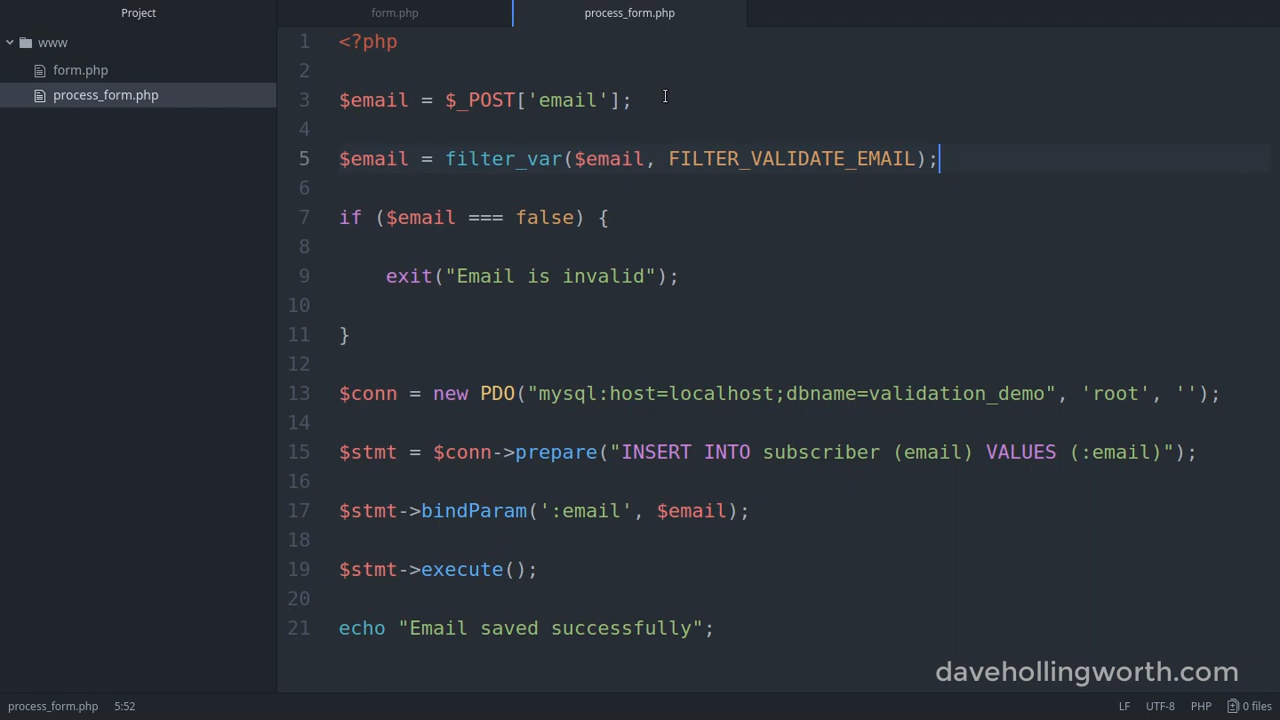 Project
form.php
process_form.php
www
form.php
process_form.php
1 <?php
2
3 $email = $_POST['email'];
4
5 $email = filter_var($email, FILTER_VALIDATE_EMAIL);
6
7 if ($email === false) {
8
9     exit("Email is invalid");
10
11 }
12
13 $conn = new PDO("mysql:host=localhost;dbname=validation_demo", 'root', '');
14
15 $stmt = $conn->prepare("INSERT INTO subscriber (email) VALUES (:email)");
16
17 $stmt->bindParam(':email', $email);
18
19 $stmt->execute();
20
21 echo "Email saved successfully";
davehollingworth.com
process_form.php 5:52 LF UTF-8 PHP 0 files